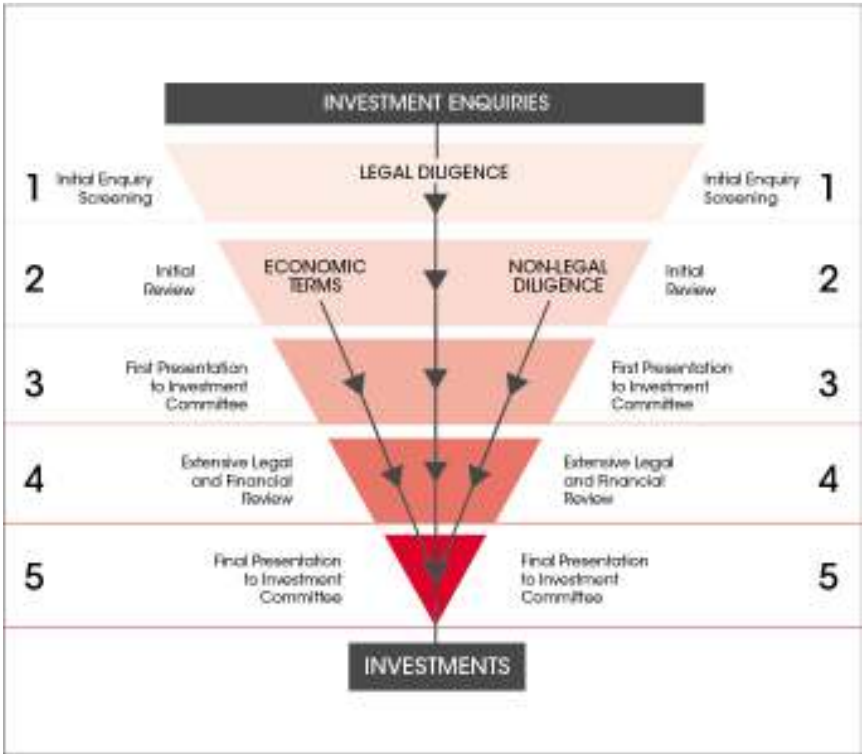 INVESTMENT ENQUIRIES
LEGAL DILIGENCE
1
Initial Enquiry
Screening
Initial Enquiry
Screening
1
2
Initial
Review
ECONOMIC
TERMS
NON-LEGAL
DILIGENCE
Initial
Review
2
3
First Presentation
to Investment
Committee
First Presentation
to Investment
Committee
3
4
Extensive Legal
and Financial
Review
Extensive Legal
and Financial
Review
4
5
Final Presentation
to Investment
Committee
Final Presentation
to Investment
Committee
5
INVESTMENTS